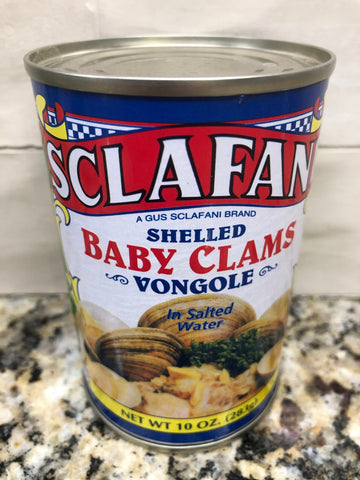 SCLAFANI
A GUS SCLAFANI BRAND
SHELLED
BABY CLAMS
VONGOLE
In Salted
Water
NET WT 10 OZ. (283g)